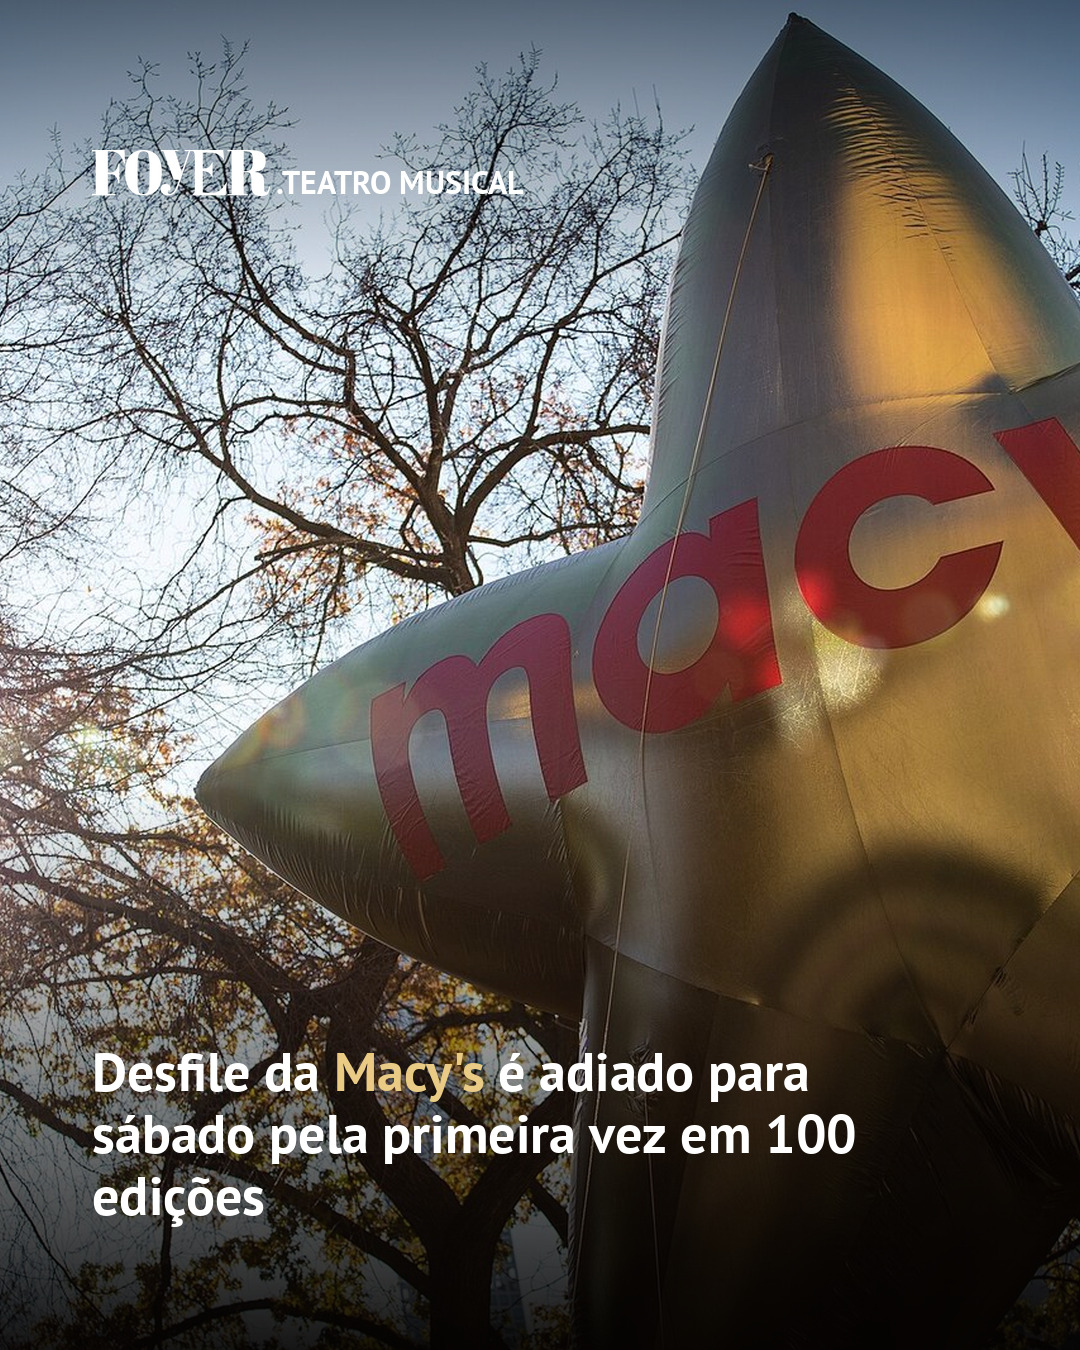 FOYER.TEATRO MUSICAL
macy
Desfile da Macy's é adiado para
sábado pela primeira vez em 100
edições